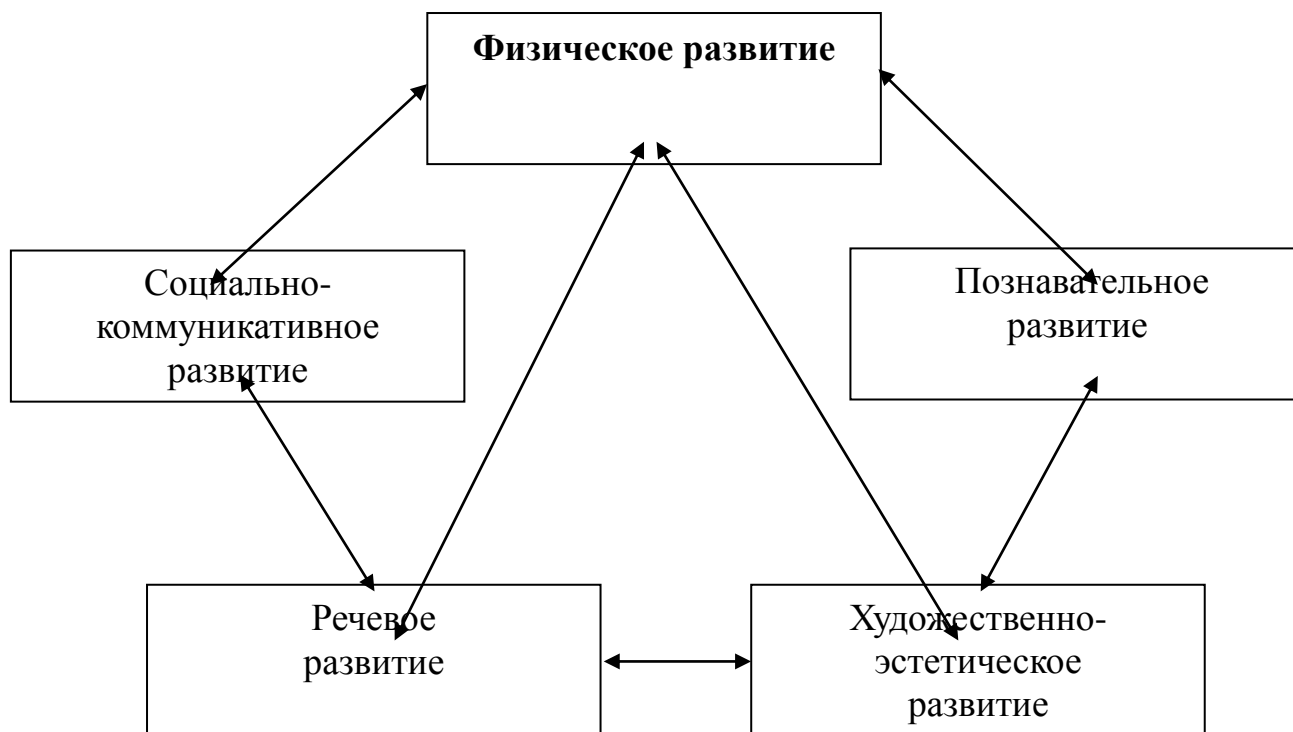 Физическое развитие
Социально-
коммуникативное
развитие
Познавательное
развитие
Речевое
развитие
Художественно-
эстетическое
развитие